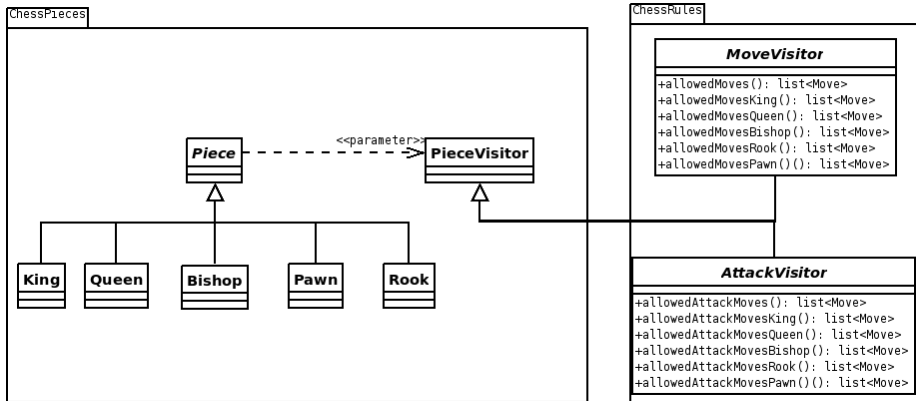 ChessPieces
ChessRules
MoveVisitor
+allowedMoves(): list<Move>
+allowedMovesKing(): list<Move>
+allowedMovesQueen(): list<Move>
+allowedMovesBishop(): list<Move>
+allowedMovesRook(): list<Move>
+allowedMovesPawn()(): list<Move>
Piece
<<parameter>>
PieceVisitor
King
Queen
Bishop
Pawn
Rook
AttackVisitor
+allowedAttackMoves(): list<Move>
+allowedAttackMovesKing(): list<Move>
+allowedAttackMovesQueen(): list<Move>
+allowedAttackMovesBishop(): list<Move>
+allowedAttackMovesRook(): list<Move>
+allowedAttackMovesPawn()(): list<Move>